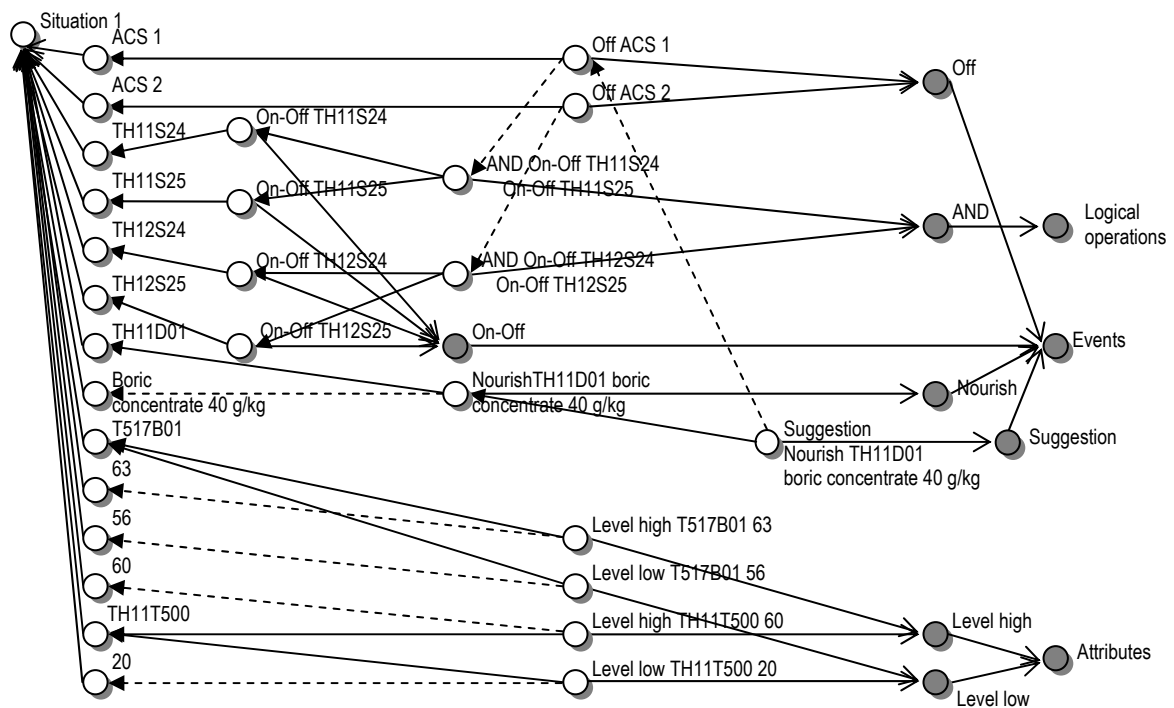 Situation 1
ACS 1
Off ACS 1
Off
ACS 2
Off ACS 2
TH11S24
On-Off TH11S24
AND On-Off TH11S24
On-Off TH11S25
TH11S25
On-Off TH11S25
AND
Logical
operations
TH12S24
On-Off TH12S24
AND On-Off TH12S24
On-Off TH12S25
TH12S25
On-Off TH12S25
TH11D01
On-Off
Events
Boric
concentrate 40 g/kg
NourishTH11D01 boric
concentrate 40 g/kg
Nourish
T517B01
Suggestion
Nourish TH11D01
boric concentrate 40 g/kg
Suggestion
63
Level high T517B01 63
56
Level low T517B01 56
60
Level high TH11T500 60
Level high
TH11T500
Attributes
20
Level low TH11T500 20
Level low